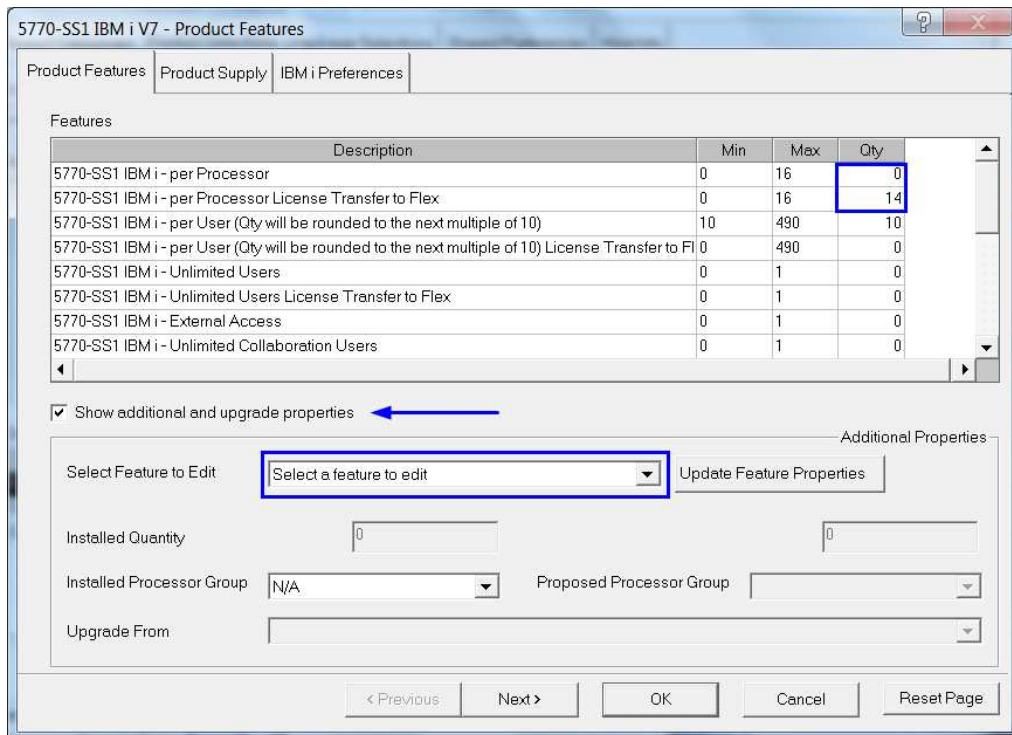 5770-SS1 IBM i V7 - Product Features
Product Features Product Supply IBM i Preferences
Features
Description Min Max Qty
5770-SS1 IBM i - per Processor 0 16 0
5770-SS1 IBM i - per Processor License Transfer to Flex 0 16 14
5770-SS1 IBM i - per User (Qty will be rounded to the next multiple of 10) 10 490 10
5770-SS1 IBM i - per User (Qty will be rounded to the next multiple of 10) License Transfer to Fl 0 490 0
5770-SS1 IBM i - Unlimited Users 0 1 0
5770-SS1 IBM i - Unlimited Users License Transfer to Flex 0 1 0
5770-SS1 IBM i - External Access 0 1 0
5770-SS1 IBM i - Unlimited Collaboration Users 0 1 0
Show additional and upgrade properties
Additional Properties
Select Feature to Edit Select a feature to edit Update Feature Properties
Installed Quantity 0 0
Installed Processor Group N/A Proposed Processor Group
Upgrade From
< Previous Next > OK Cancel Reset Page